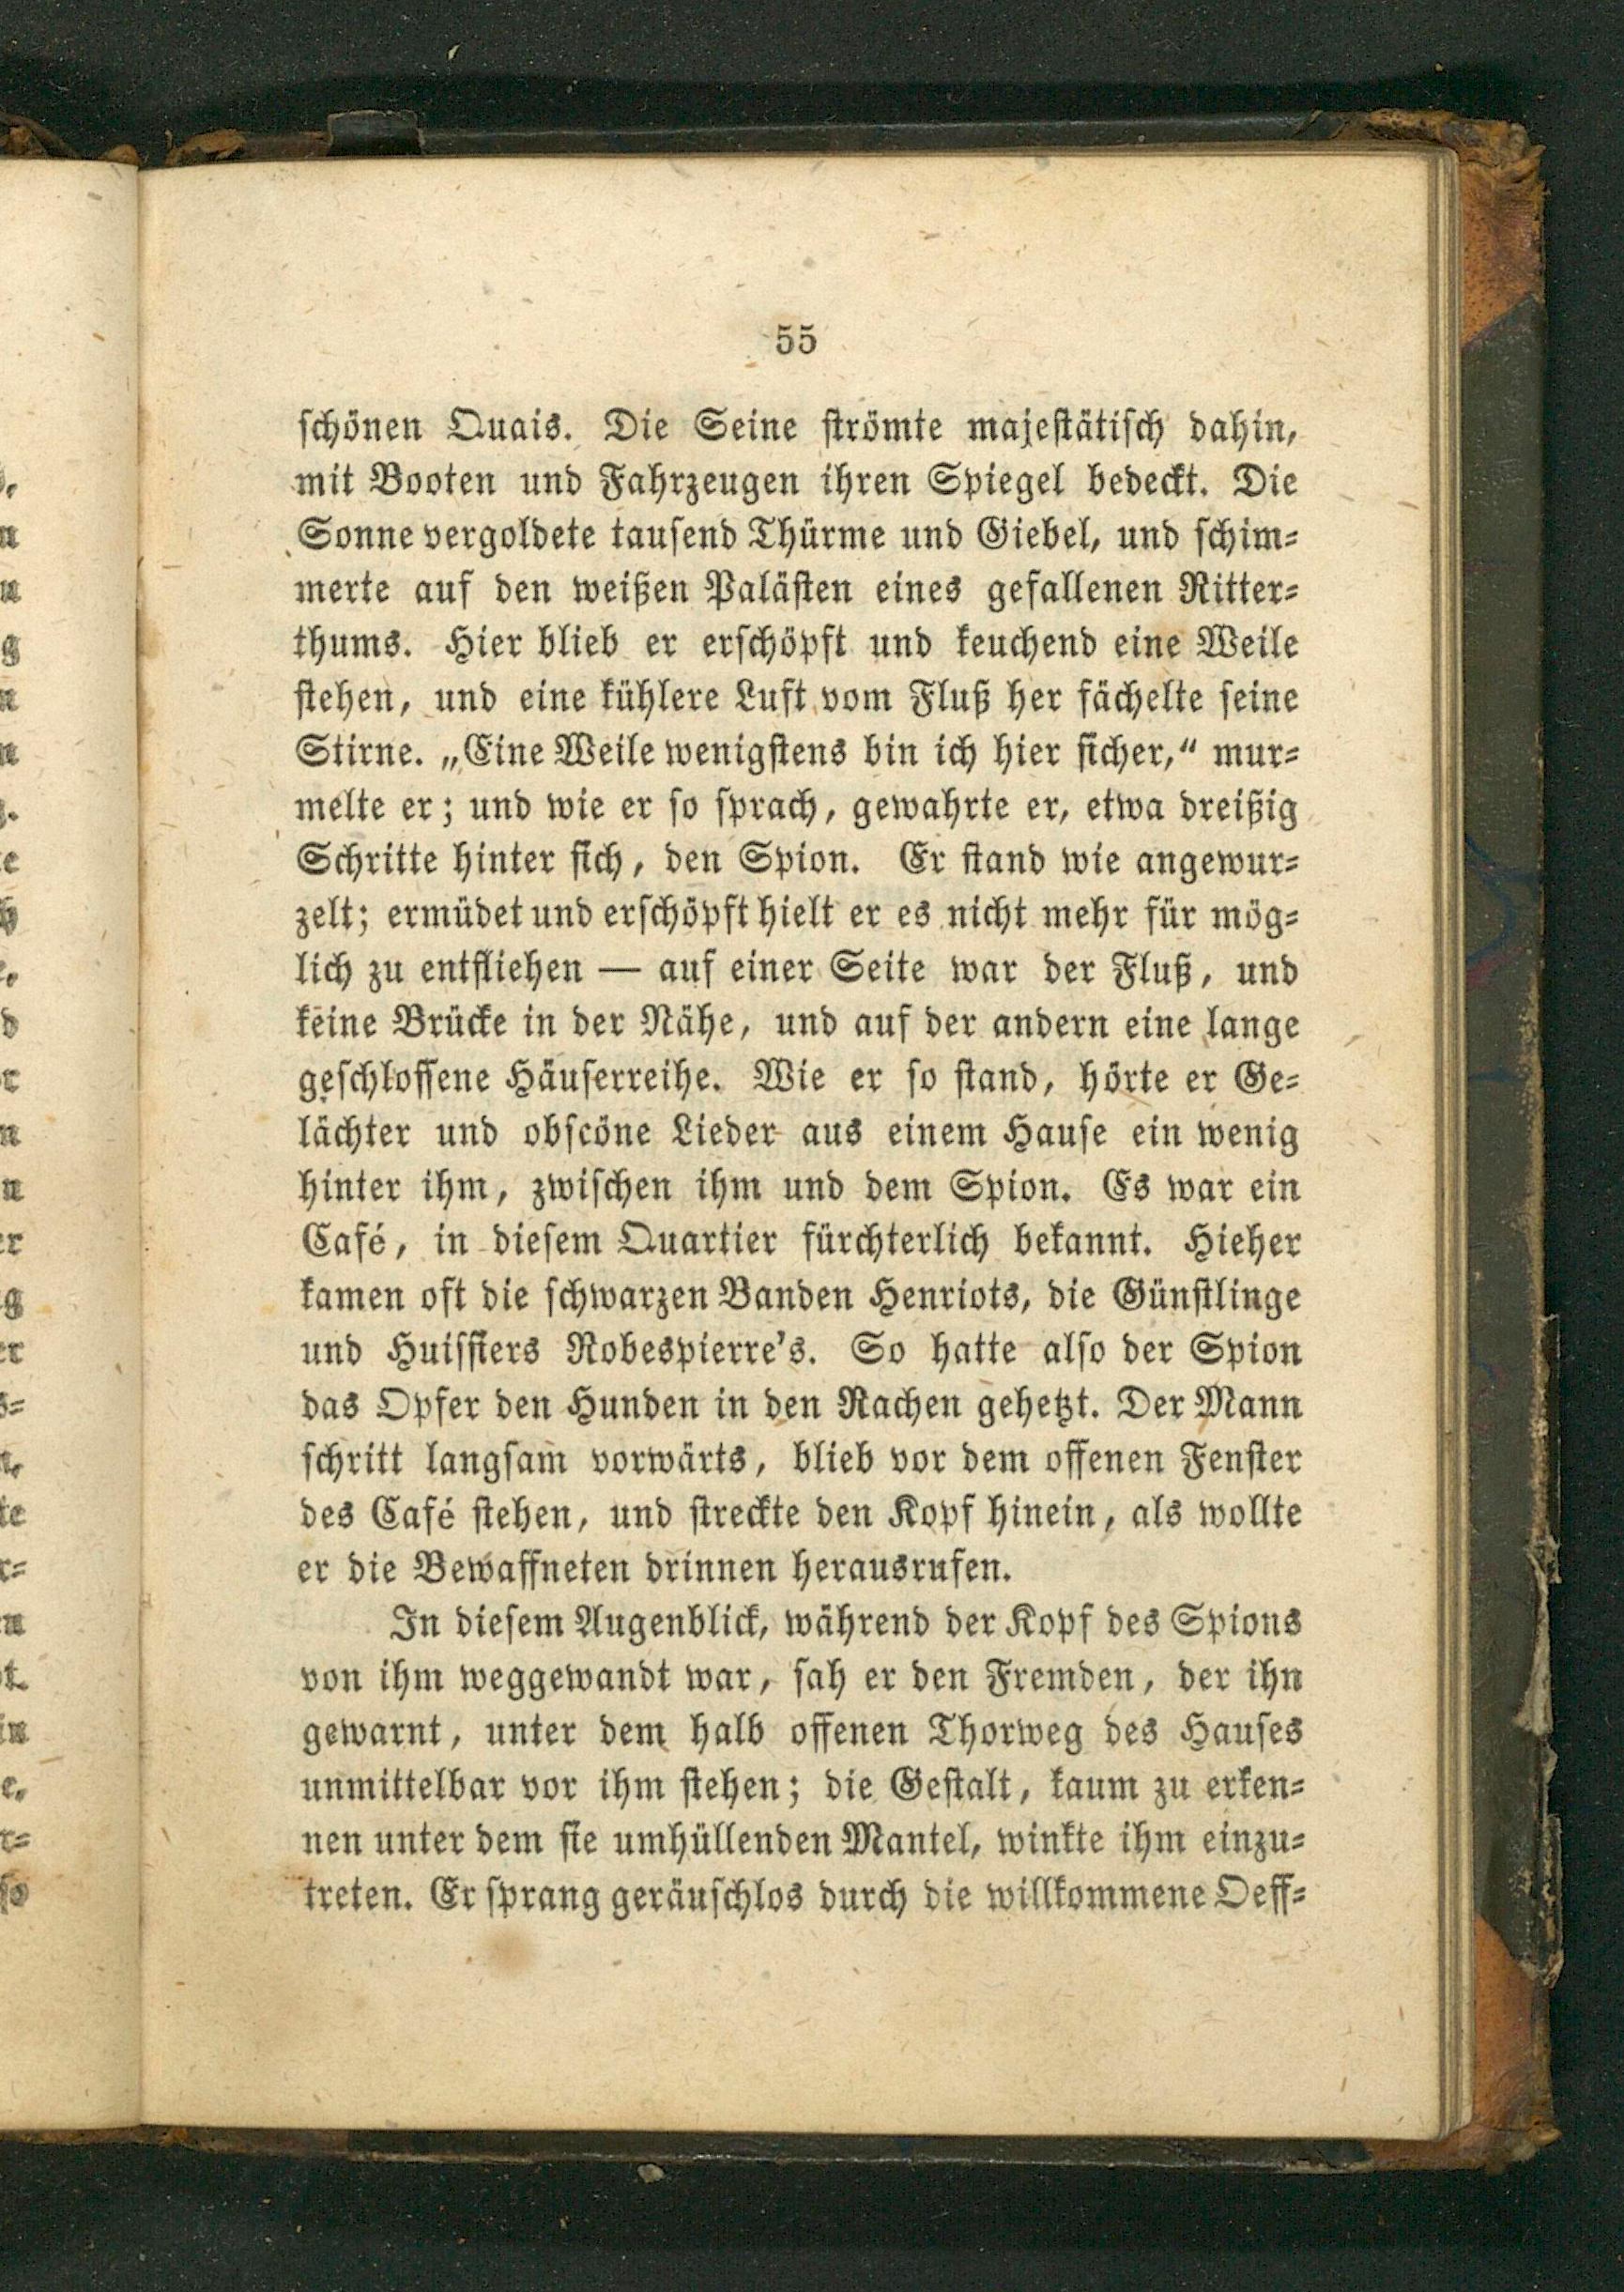 55
schönen Quais. Die Seine strömte majestätisch dahin,
mit Booten und Fahrzeugen ihren Spiegel bedeckt. Die
Sonne vergoldete tausend Thürme und Giebel, und schim-
merte auf den weißen Palästen eines gefallenen Ritter-
thums. Hier blieb er erschöpft und keuchend eine Weile
stehen, und eine kühlere Luft vom Fluß her fächelte seine
Stirne. „Eine Weile wenigstens bin ich hier sicher,“ mur-
melte er; und wie er so sprach, gewahrte er, etwa dreißig
Schritte hinter sich, den Spion. Er stand wie angewur-
zelt; ermüdet und erschöpft hielt er es nicht mehr für mög-
lich zu entfliehen — auf einer Seite war der Fluß, und
keine Brücke in der Nähe, und auf der andern eine lange
geschlossene Häuserreihe. Wie er so stand, hörte er Ge-
lächter und obscöne Lieder aus einem Hause ein wenig
hinter ihm, zwischen ihm und dem Spion. Es war ein
Café, in diesem Quartier fürchterlich bekannt. Hieher
kamen oft die schwarzen Banden Henriots, die Günstlinge
und Huissiers Robespierre's. So hatte also der Spion
das Opfer den Hunden in den Rachen gehetzt. Der Mann
schritt langsam vorwärts, blieb vor dem offenen Fenster
des Café stehen, und streckte den Kopf hinein, als wollte
er die Bewaffneten drinnen herausrufen.
In diesem Augenblick, während der Kopf des Spions
von ihm weggewandt war, sah er den Fremden, der ihn
gewarnt, unter dem halb offenen Thorweg des Hauses
unmittelbar vor ihm stehen; die Gestalt, kaum zu erken-
nen unter dem sie umhüllenden Mantel, winkte ihm einzu-
treten. Er sprang geräuschlos durch die willkommene Oeff-